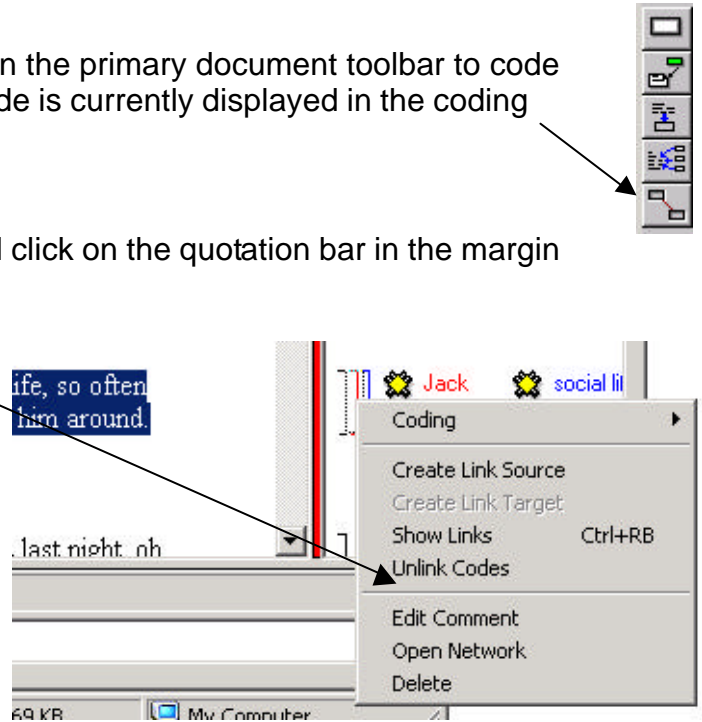 n the primary document toolbar to code
de is currently displayed in the coding
click on the quotation bar in the margin
ife, so often
him around.
Jack social lif
Coding
Create Link Source
Create Link Target
Show Links Ctrl+RB
last night, oh
Unlink Codes
Edit Comment
Open Network
Delete
69 KB My Computer